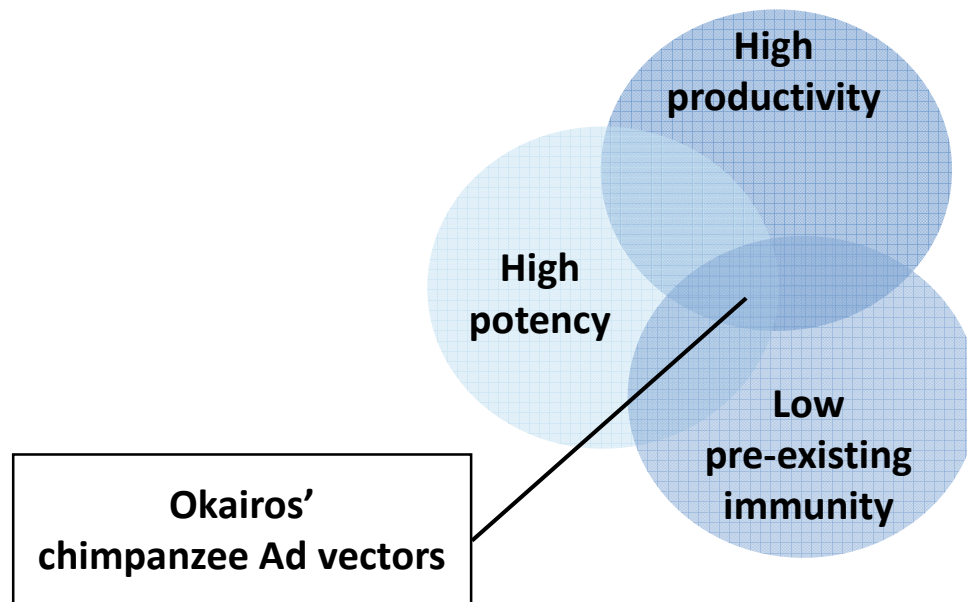 High
productivity
High
potency
Low
pre-existing
immunity
Okairos’
chimpanzee Ad vectors